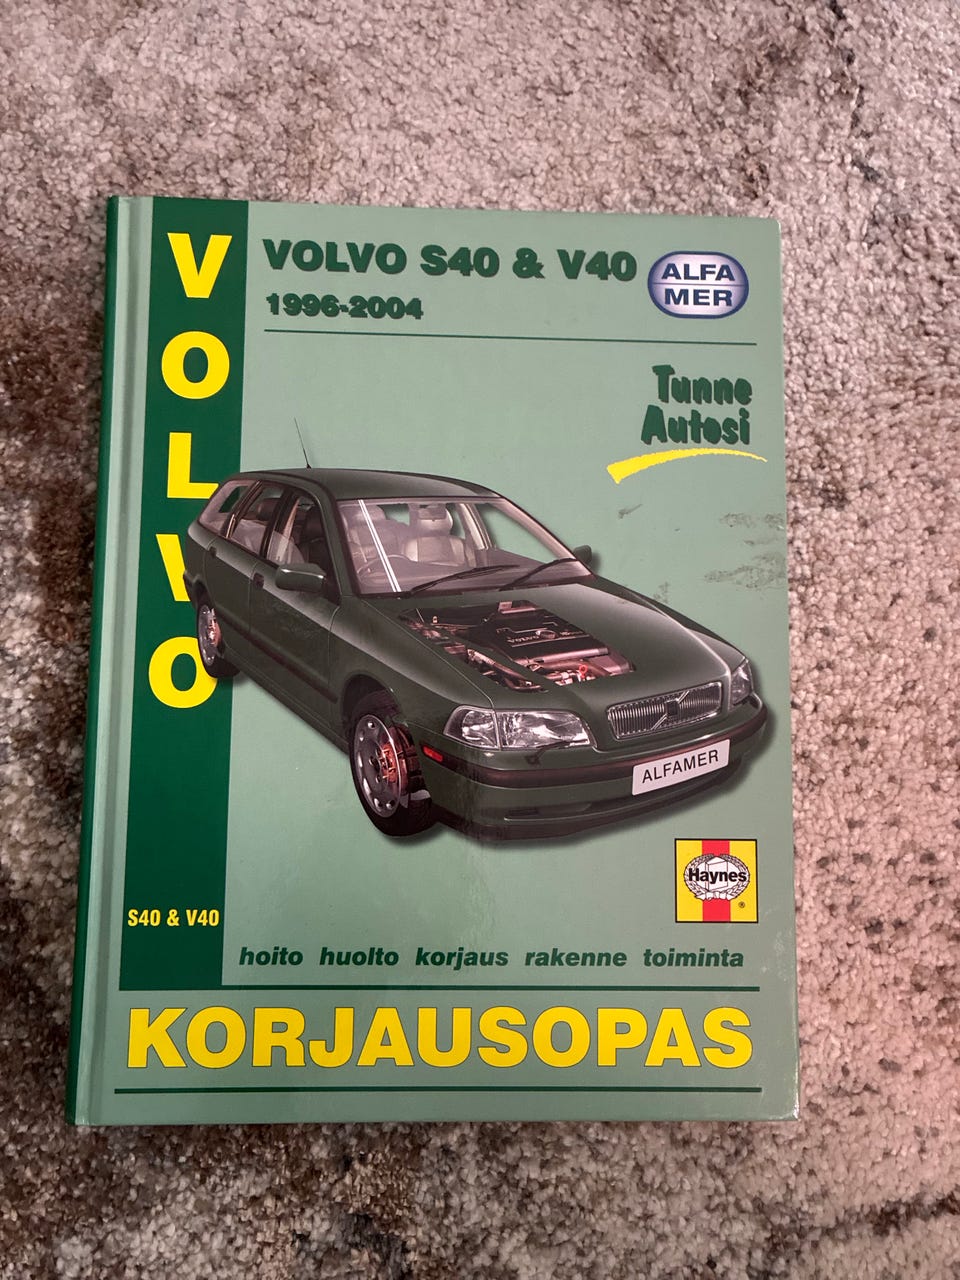 VOLVO
VOLVO S40 & V40
1996-2004
ALFA
MER
Tunne
Autosi
VOLVO
ALFAMER
Haynes
®
S40 & V40
hoito huolto korjaus rakenne toiminta
KORJAUSOPAS